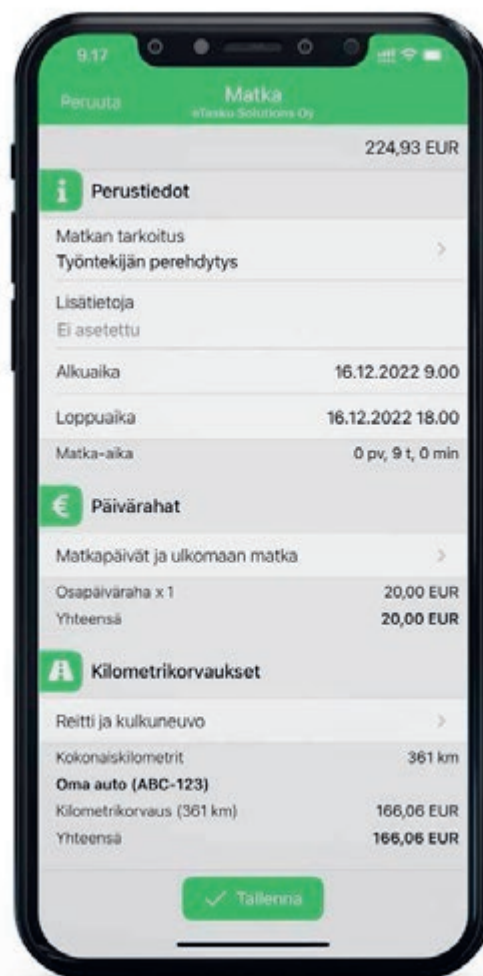 9.17
Peruuta
Matka
eTasku Solutions Oy
224,93 EUR
Perustiedot
Matkan tarkoitus
Työntekijän perehdytys
Lisätietoja
Ei asetettu
Alkuaika 16.12.2022 9.00
Loppuaika 16.12.2022 18.00
Matka-aika 0 pv, 9 t, 0 min
€ Päivärahat
Matkapäivät ja ulkomaan matka
Osapäiväraha x 1 20,00 EUR
Yhteensä 20,00 EUR
Kilometrikorvaukset
Reitti ja kulkuneuvo
Kokonaiskilometrit 361 km
Oma auto (ABC-123)
Kilometrikorvaus (361 km) 166,06 EUR
Yhteensä 166,06 EUR
Tallenna